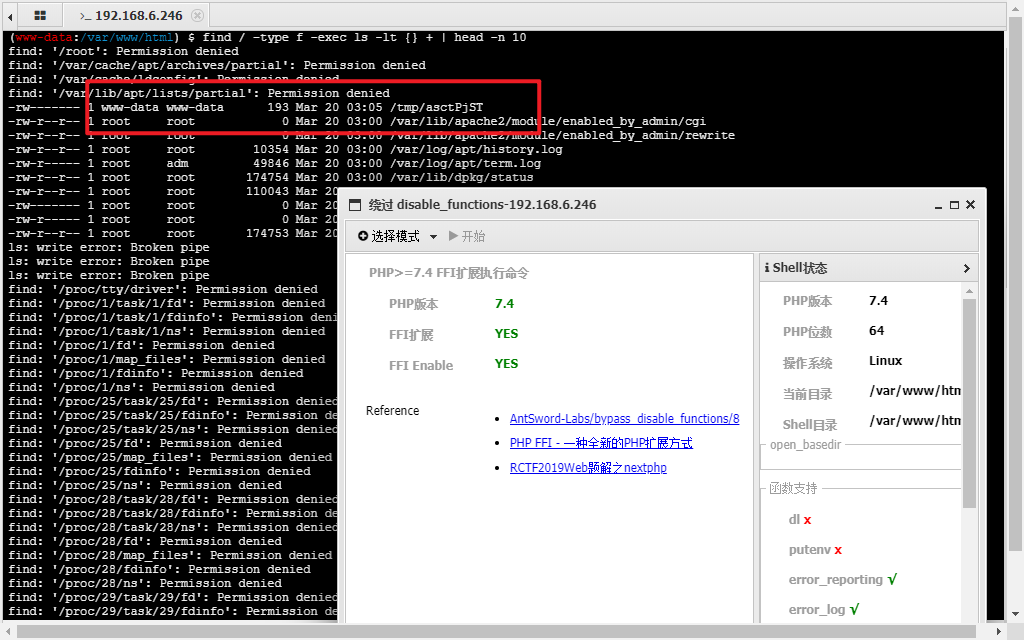 >_ 192.168.6.246
(www-data:/var/www/html) $ find / -type f -exec ls -lt {} + | head -n 10
find: '/root': Permission denied
find: '/var/cache/apt/archives/partial': Permission denied
find: '/var/cache/ldconfig': Permission denied
find: '/var/lib/apt/lists/partial': Permission denied
-rw------- 1 www-data www-data 193 Mar 20 03:05 /tmp/asctPjST
-rw-r--r-- 1 root root 0 Mar 20 03:00 /var/lib/apache2/module/enabled_by_admin/cgi
-rw-r--r-- 1 root root 0 Mar 20 03:00 /var/lib/apache2/module/enabled_by_admin/rewrite
-rw-r--r-- 1 root root 10354 Mar 20 03:00 /var/log/apt/history.log
-rw-r----- 1 root adm 49846 Mar 20 03:00 /var/log/apt/term.log
-rw-r--r-- 1 root root 174754 Mar 20 03:00 /var/lib/dpkg/status
-rw-r--r-- 1 root root 110043 Mar 20
-rw-r----- 1 root root 0 Mar 20
-rw-r----- 1 root root 0 Mar 20
-rw-r--r-- 1 root root 174753 Mar 20
ls: write error: Broken pipe
ls: write error: Broken pipe
ls: write error: Broken pipe
find: '/proc/tty/driver': Permission denied
find: '/proc/1/task/1/fd': Permission denied
find: '/proc/1/task/1/fdinfo': Permission deni
find: '/proc/1/task/1/ns': Permission denied
find: '/proc/1/fd': Permission denied
find: '/proc/1/map_files': Permission denied
find: '/proc/1/fdinfo': Permission denied
find: '/proc/1/ns': Permission denied
find: '/proc/25/task/25/fd': Permission denied
find: '/proc/25/task/25/fdinfo': Permission de
find: '/proc/25/task/25/ns': Permission denied
find: '/proc/25/fd': Permission denied
find: '/proc/25/map_files': Permission denied
find: '/proc/25/fdinfo': Permission denied
find: '/proc/25/ns': Permission denied
find: '/proc/28/task/28/fd': Permission denied
find: '/proc/28/task/28/fdinfo': Permission de
find: '/proc/28/task/28/ns': Permission denied
find: '/proc/28/fd': Permission denied
find: '/proc/28/map_files': Permission denied
find: '/proc/28/fdinfo': Permission denied
find: '/proc/28/ns': Permission denied
find: '/proc/29/task/29/fd': Permission denied
find: '/proc/29/task/29/fdinfo': Permission de
绕过 disable_functions-192.168.6.246
选择模式 开始
PHP>=7.4 FFI扩展执行命令
PHP版本 7.4
FFI扩展 YES
FFI Enable YES
Reference
• AntSword-Labs/bypass_disable_functions/8
• PHP FFI - 一种全新的PHP扩展方式
• RCTF2019Web题解之nextphp
Shell状态
PHP版本 7.4
PHP位数 64
操作系统 Linux
当前目录 /var/www/htm
Shell目录 /var/www/htm
open_basedir
函数支持
dl x
putenv x
error_reporting √
error_log √